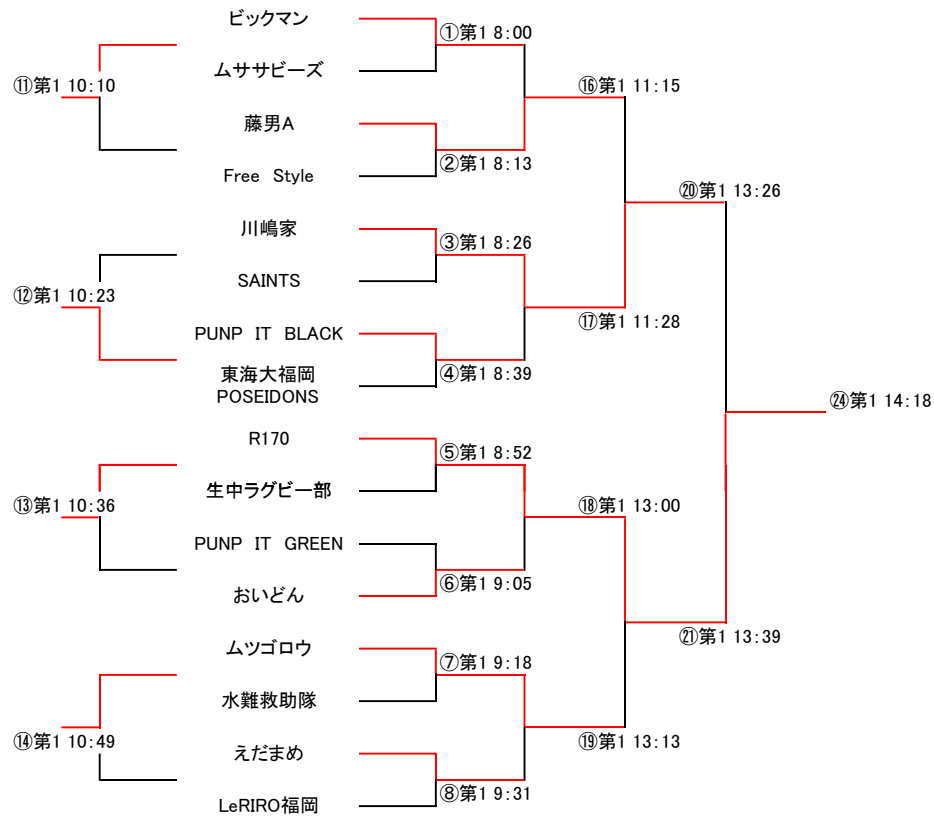 ビックマン
①第1 8:00
ムササビーズ
⑪第1 10:10
⑯第1 11:15
藤男A
②第1 8:13
Free Style
⑳第1 13:26
川嶋家
③第1 8:26
SAINTS
⑫第1 10:23
⑰第1 11:28
PUNP IT BLACK
④第1 8:39
東海大福岡
POSEIDONS
㉔第1 14:18
R170
⑤第1 8:52
生中ラグビー部
⑬第1 10:36
⑱第1 13:00
PUNP IT GREEN
⑥第1 9:05
おいどん
㉑第1 13:39
ムツゴロウ
⑦第1 9:18
水難救助隊
⑭第1 10:49
⑲第1 13:13
えだまめ
⑧第1 9:31
LeRIRO福岡